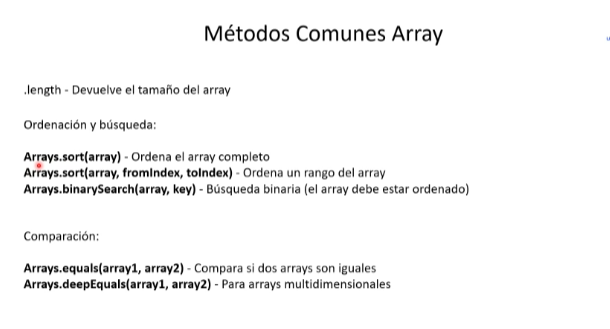 Métodos Comunes Array
.length - Devuelve el tamaño del array
Ordenación y búsqueda:
Arrays.sort(array) - Ordena el array completo
Arrays.sort(array, fromIndex, toIndex) - Ordena un rango del array
Arrays.binarySearch(array, key) - Búsqueda binaria (el array debe estar ordenado)
Comparación:
Arrays.equals(array1, array2) - Compara si dos arrays son iguales
Arrays.deepEquals(array1, array2) - Para arrays multidimensionales